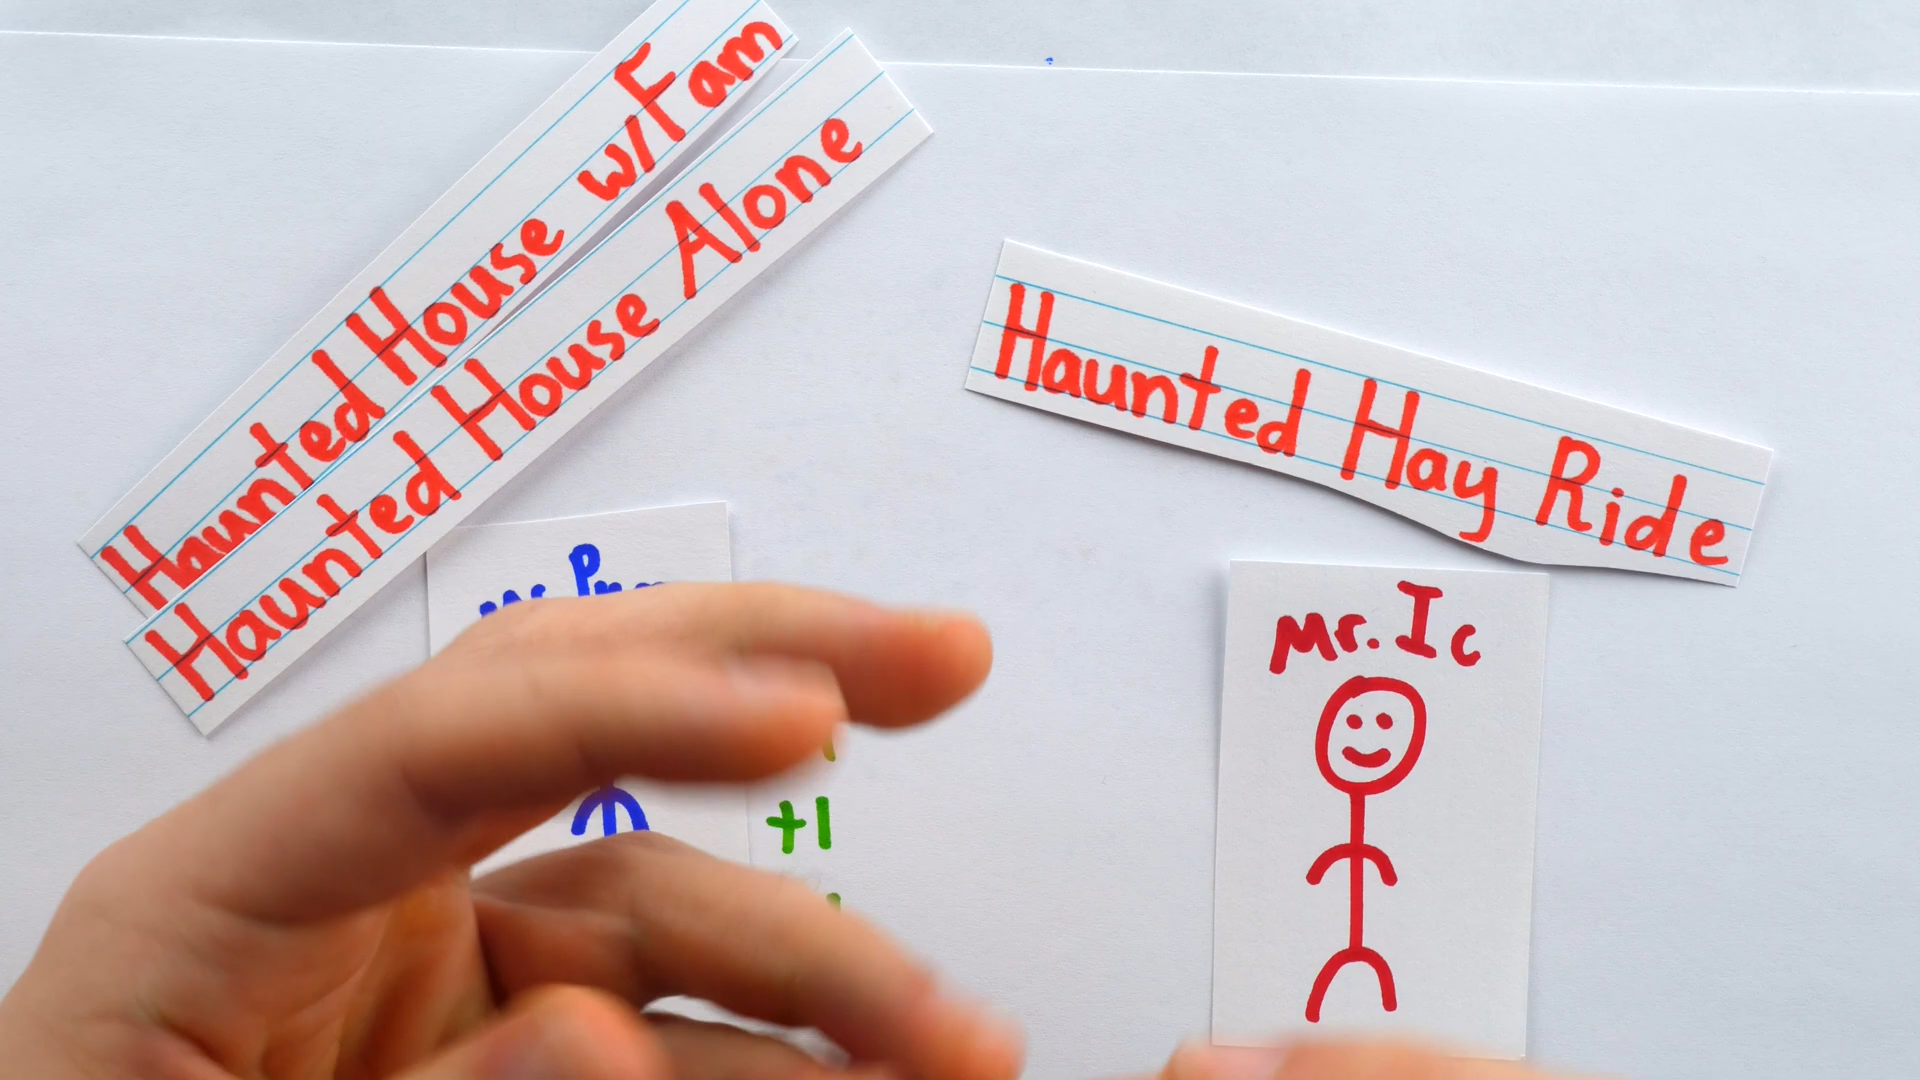 Haunted House w/Fam
Haunted House Alone
Haunted Hay Ride
Mr. Ic
+1